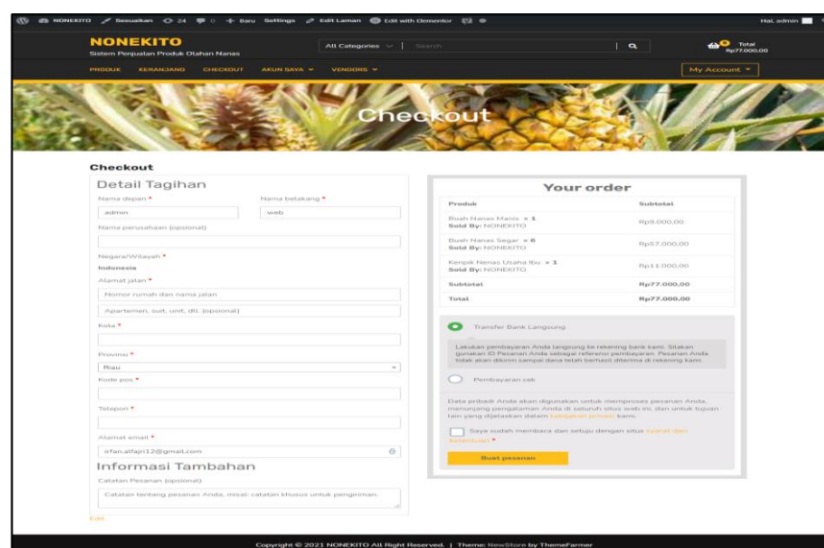 NONEKITO Sesuaikan 24 0 + Baru Settings Edit Laman Edit with Elementor Hai, admin
NONEKITO
Sistem Penjualan Produk Olahan Nanas
All Categories Search
Total
Rp77.000,00
PRODUK KERANJANG CHECKOUT AKUN SAYA VENDORS
My Account
Checkout
Checkout
Detail Tagihan
Nama depan *
Nama belakang *
admin
web
Nama perusahaan (opsional)
Negara/Wilayah *
Indonesia
Alamat jalan *
Nomor rumah dan nama jalan
Apartemen, suit, unit, dll. (opsional)
Kota *
Provinsi *
Riau
Kode pos *
Telepon *
Alamat email *
irfan.alfajri12@gmail.com
Informasi Tambahan
Catatan Pesanan (opsional)
Catatan tentang pesanan Anda, misal: catatan khusus untuk pengiriman.
Edit
Your order
Produk Subtotal
Buah Nanas Manis × 1
Sold By: NONEKITO
Rp9.000,00
Buah Nanas Segar × 6
Sold By: NONEKITO
Rp57.000,00
Keripik Nenas Usaha Ibu × 1
Sold By: NONEKITO
Rp11.000,00
Subtotal Rp77.000,00
Total Rp77.000,00
Transfer Bank Langsung
Lakukan pembayaran Anda langsung ke rekening bank kami. Silakan
gunakan ID Pesanan Anda sebagai referensi pembayaran. Pesanan Anda
tidak akan dikirim sampai dana telah berhasil diterima di rekening kami.
Pembayaran cek
Data pribadi Anda akan digunakan untuk memproses pesanan Anda,
menunjang pengalaman Anda di seluruh situs web ini, dan untuk tujuan
lain yang dijelaskan dalam kebijakan privasi kami.
Saya sudah membaca dan setuju dengan situs syarat dan
ketentuan *
Buat pesanan
Copyright © 2021 NONEKITO All Right Reserved. | Theme: NewStore by ThemeFarmer